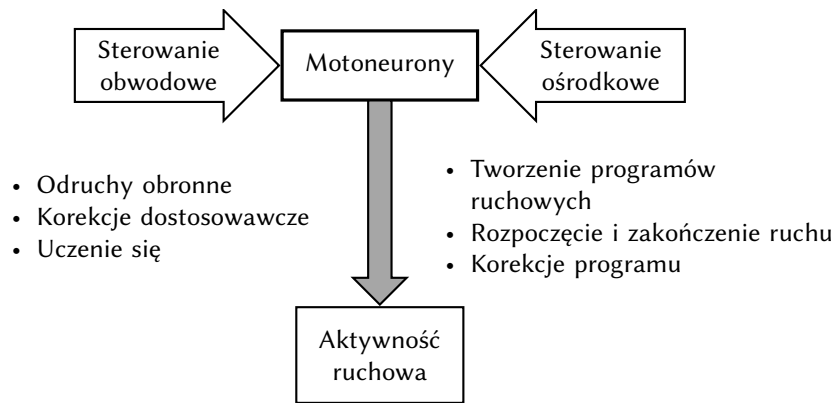 Sterowanie
obwodowe
Motoneurony
Sterowanie
ośrodkowe
• Odruchy obronne
• Korekcje dostosowawcze
• Uczenie się
• Tworzenie programów
ruchowych
• Rozpoczęcie i zakończenie ruchu
• Korekcje programu
Aktywność
ruchowa